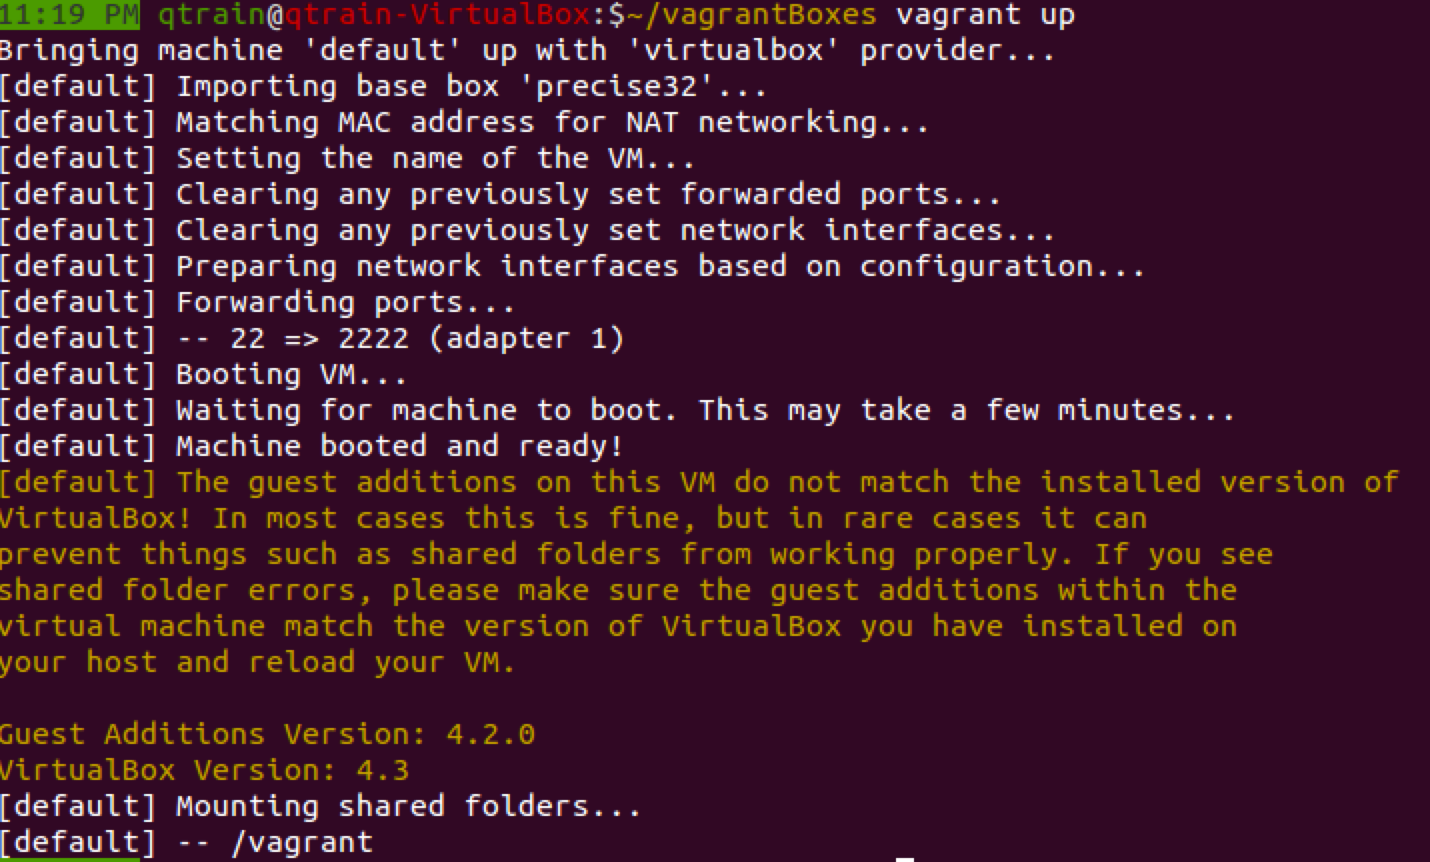 11:19 PM qtrain@qtrain-VirtualBox:$~/vagrantBoxes vagrant up
Bringing machine 'default' up with 'virtualbox' provider...
[default] Importing base box 'precise32'...
[default] Matching MAC address for NAT networking...
[default] Setting the name of the VM...
[default] Clearing any previously set forwarded ports...
[default] Clearing any previously set network interfaces...
[default] Preparing network interfaces based on configuration...
[default] Forwarding ports...
[default] -- 22 => 2222 (adapter 1)
[default] Booting VM...
[default] Waiting for machine to boot. This may take a few minutes...
[default] Machine booted and ready!
[default] The guest additions on this VM do not match the installed version of
VirtualBox! In most cases this is fine, but in rare cases it can
prevent things such as shared folders from working properly. If you see
shared folder errors, please make sure the guest additions within the
virtual machine match the version of VirtualBox you have installed on
your host and reload your VM.
Guest Additions Version: 4.2.0
VirtualBox Version: 4.3
[default] Mounting shared folders...
[default] -- /vagrant